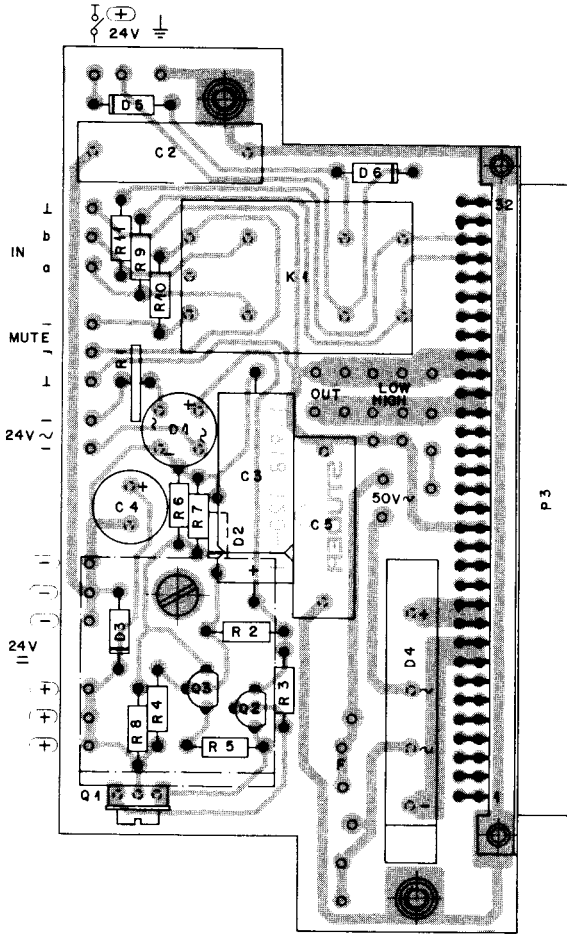 +
24V
D5
C2
D6
⊥
b
IN
a
R11
R9
R10
K1
32
MUTE
R1
⊥
OUT
LOW
HIGH
24V ~
D1
+
~
C3
C4
+
R6
R7
D2
C5
STUDER
50V ~
P3
D3
+
R2
24V
D4
+
+
+
+
Q3
Q2
R3
R4
R8
R5
~
~
Q1
1
-